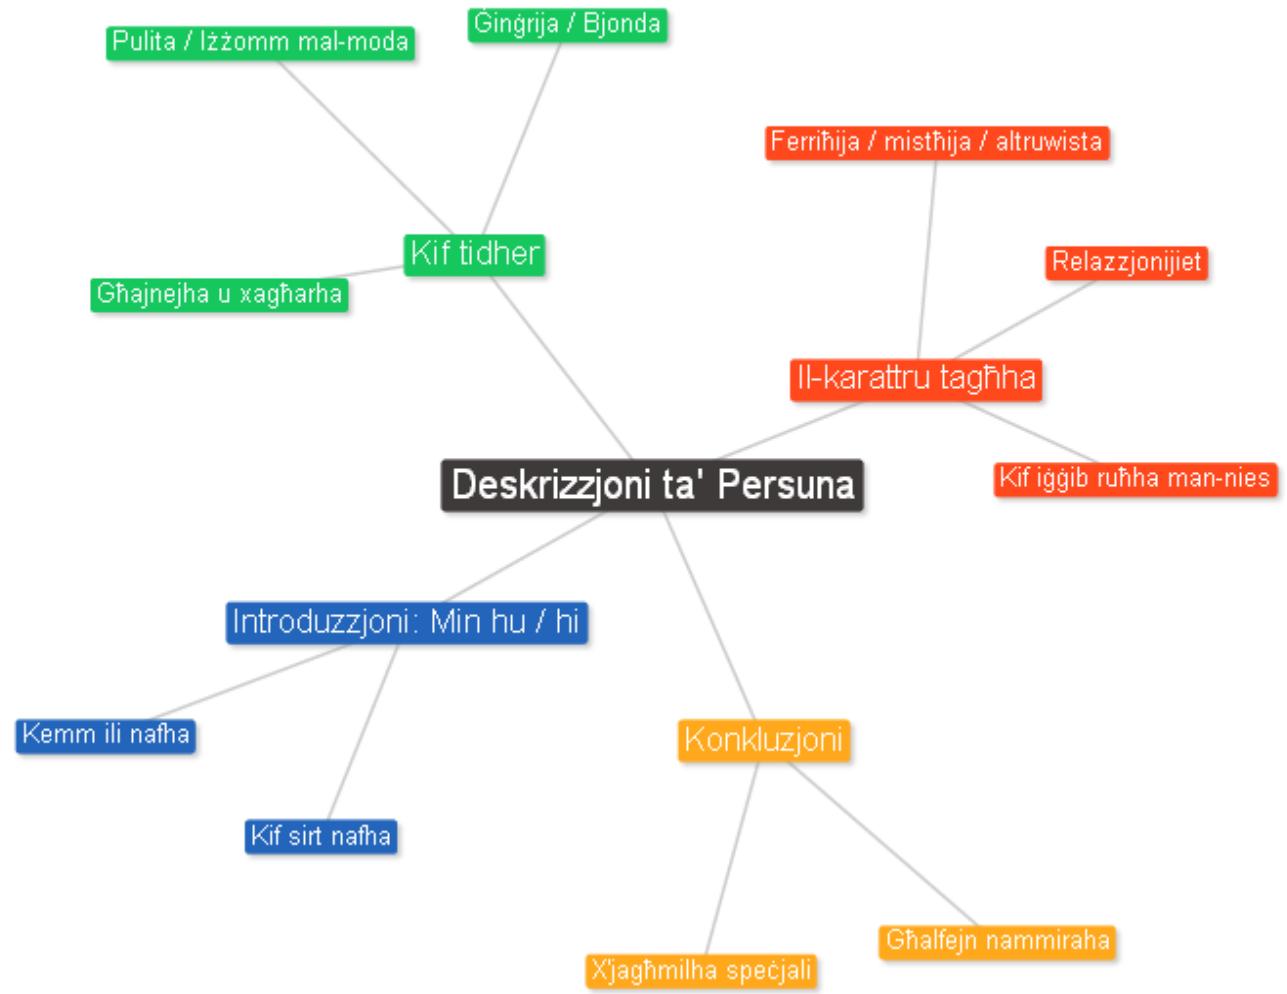 Ġinġrija / Bjonda
Pulita / Iżżomm mal-moda
Ferriħija / mistħija / altruwista
Kif tidher
Relazzjonijiet
Għajnejha u xagħarha
Il-karattru tagħha
Kif iġġib ruħha man-nies
Deskrizzjoni ta' Persuna
Introduzzjoni: Min hu / hi
Kemm ili nafha
Konkluzjoni
Kif sirt nafha
Għalfejn nammiraha
X'jagħmilha speċjali